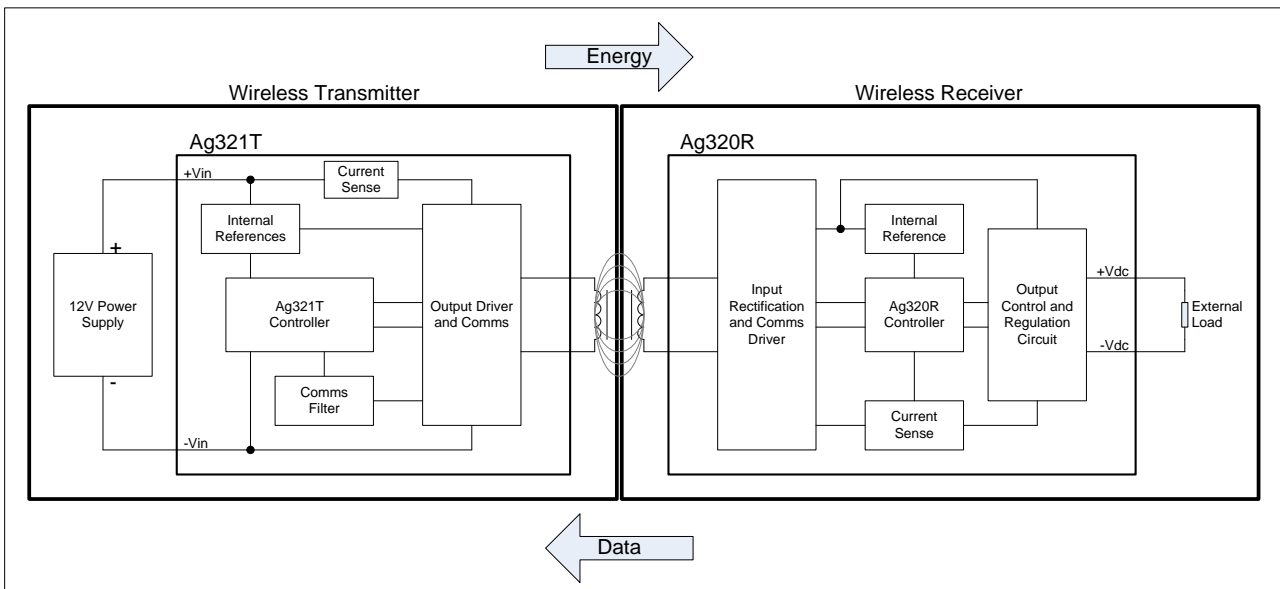 Energy
Wireless Transmitter
Wireless Receiver
Ag321T
Ag320R
+Vin
Current
Sense
Internal
References
Internal
Reference
+
12V Power
Supply
-
Ag321T
Controller
Output Driver
and Comms
Comms
Filter
-Vin
Input
Rectification
and Comms
Driver
Ag320R
Controller
Output
Control and
Regulation
Circuit
Current
Sense
+Vdc
-Vdc
External
Load
Data